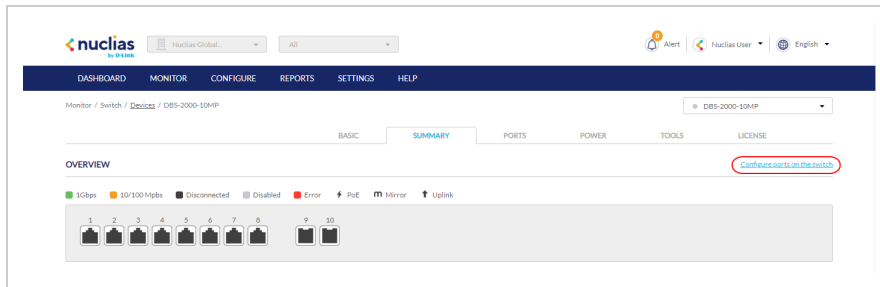 nuclias
by D-Link
Nuclias Global...
All
0
Alert
Nuclias User
English
DASHBOARD MONITOR CONFIGURE REPORTS SETTINGS HELP
Monitor / Switch / Devices / DBS-2000-10MP
DBS-2000-10MP
BASIC SUMMARY PORTS POWER TOOLS LICENSE
OVERVIEW
Configure ports on the switch
1Gbps 10/100 Mpbs Disconnected Disabled Error PoE m Mirror Uplink
1 2 3 4 5 6 7 8 9 10